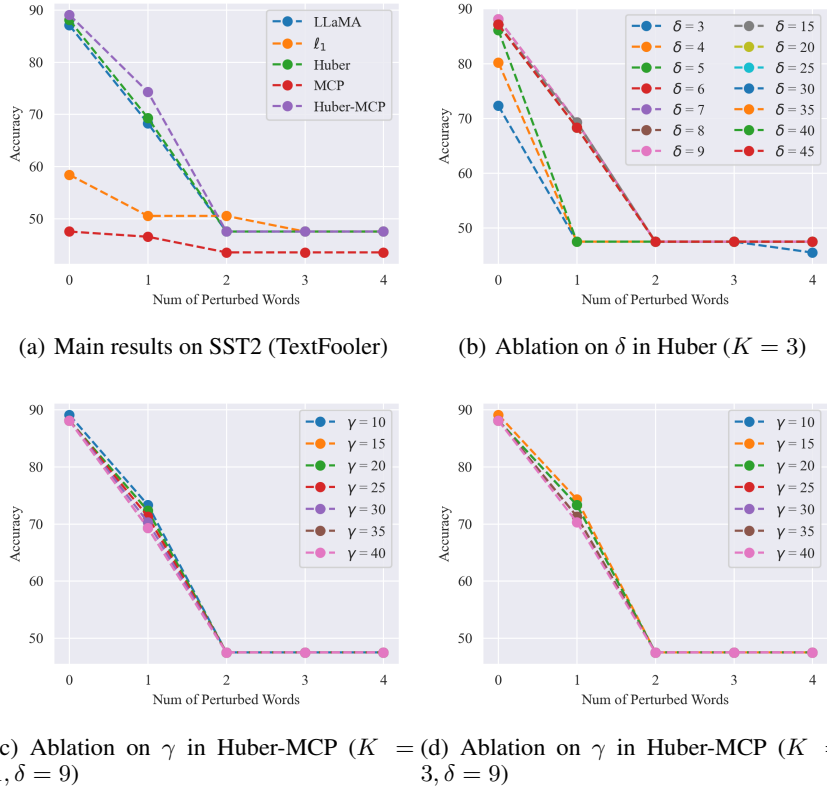 90
80
70
60
50
Accuracy
0 1 2 3 4
Num of Perturbed Words
LLaMA
ℓ₁
Huber
MCP
Huber-MCP
(a) Main results on SST2 (TextFooler)
90
80
70
60
50
Accuracy
0 1 2 3 4
Num of Perturbed Words
δ = 3 δ = 15
δ = 4 δ = 20
δ = 5 δ = 25
δ = 6 δ = 30
δ = 7 δ = 35
δ = 8 δ = 40
δ = 9 δ = 45
(b) Ablation on δ in Huber (K = 3)
90
80
70
60
50
Accuracy
0 1 2 3 4
Num of Perturbed Words
γ = 10
γ = 15
γ = 20
γ = 25
γ = 30
γ = 35
γ = 40
c) Ablation on γ in Huber-MCP (K =
, δ = 9)
90
80
70
60
50
Accuracy
0 1 2 3 4
Num of Perturbed Words
γ = 10
γ = 15
γ = 20
γ = 25
γ = 30
γ = 35
γ = 40
(d) Ablation on γ in Huber-MCP (K =
3, δ = 9)